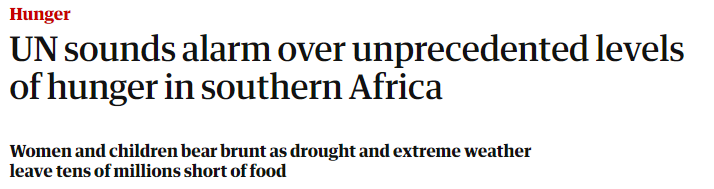 Hunger
UN sounds alarm over unprecedented levels
of hunger in southern Africa
Women and children bear brunt as drought and extreme weather
leave tens of millions short of food